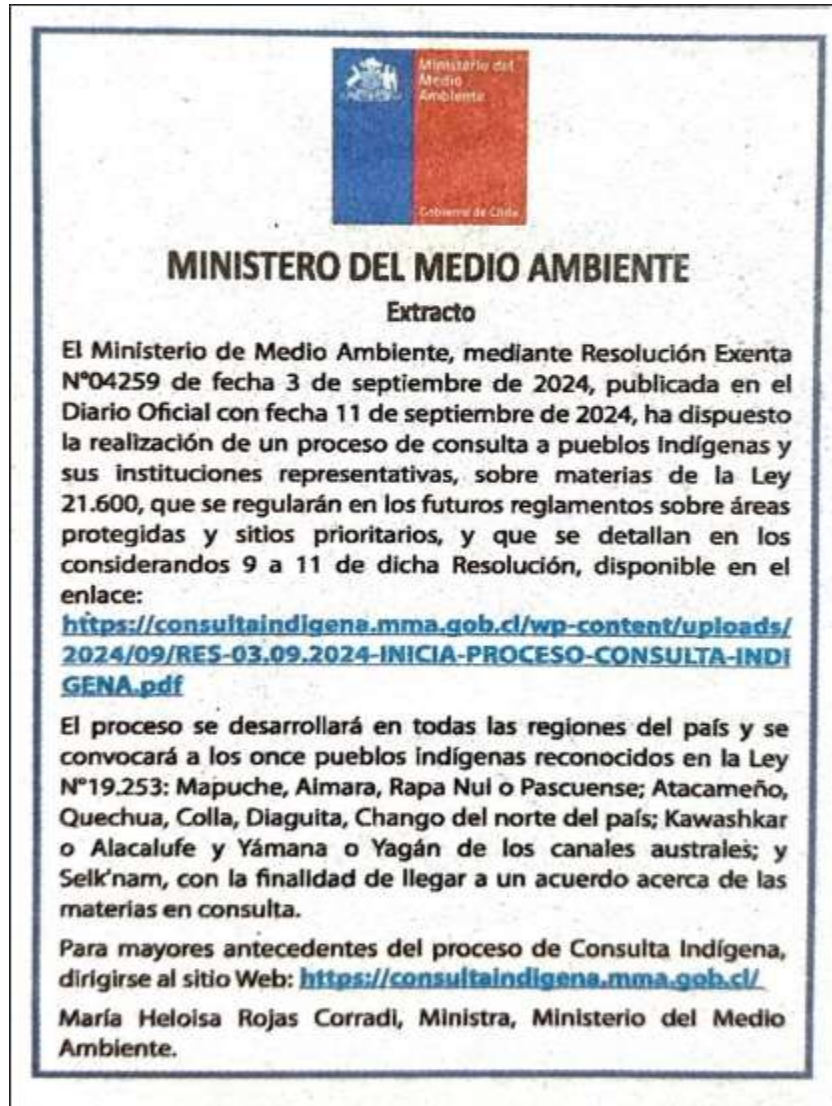 Ministerio del
Medio
Ambiente
Gobierno de Chile
MINISTERO DEL MEDIO AMBIENTE
Extracto
El Ministerio de Medio Ambiente, mediante Resolución Exenta
N°04259 de fecha 3 de septiembre de 2024, publicada en el
Diario Oficial con fecha 11 de septiembre de 2024, ha dispuesto
la realización de un proceso de consulta a pueblos Indígenas y
sus instituciones representativas, sobre materias de la Ley
21.600, que se regularán en los futuros reglamentos sobre áreas
protegidas y sitios prioritarios, y que se detallan en los
considerandos 9 a 11 de dicha Resolución, disponible en el
enlace:
https://consultaindigena.mma.gob.cl/wp-content/uploads/
2024/09/RES-03.09.2024-INICIA-PROCESO-CONSULTA-INDI
GENA.pdf
El proceso se desarrollará en todas las regiones del país y se
convocará a los once pueblos indígenas reconocidos en la Ley
N°19.253: Mapuche, Aimara, Rapa Nui o Pascuense; Atacameño,
Quechua, Colla, Diaguita, Chango del norte del país; Kawashkar
o Alacalufe y Yámana o Yagán de los canales australes; y
Selk'nam, con la finalidad de llegar a un acuerdo acerca de las
materias en consulta.
Para mayores antecedentes del proceso de Consulta Indígena,
dirigirse al sitio Web: https://consultaindigena.mma.gob.cl/
María Heloisa Rojas Corradi, Ministra, Ministerio del Medio
Ambiente.